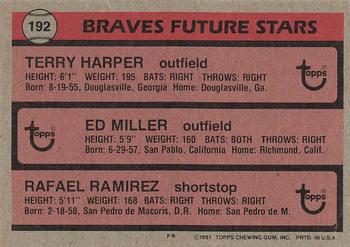 192
BRAVES FUTURE STARS
TERRY HARPER outfield
HEIGHT: 6'1" WEIGHT: 195 BATS: RIGHT THROWS: RIGHT
Born: 8-19-55, Douglasville, Georgia Home: Douglasville, Ga.
Topps
ED MILLER outfield
HEIGHT: 5'9" WEIGHT: 160 BATS: BOTH THROWS: RIGHT
Born: 6-29-57, San Pablo, California Home: Richmond, Calif.
Topps
RAFAEL RAMIREZ shortstop
HEIGHT: 5'11" WEIGHT: 168 BATS: RIGHT THROWS: RIGHT
Born: 2-18-58, San Pedro de Macoris, D.R. Home: San Pedro de M.
Topps
F* ©1981 TOPPS CHEWING GUM, INC. PRTD. IN U.S.A.